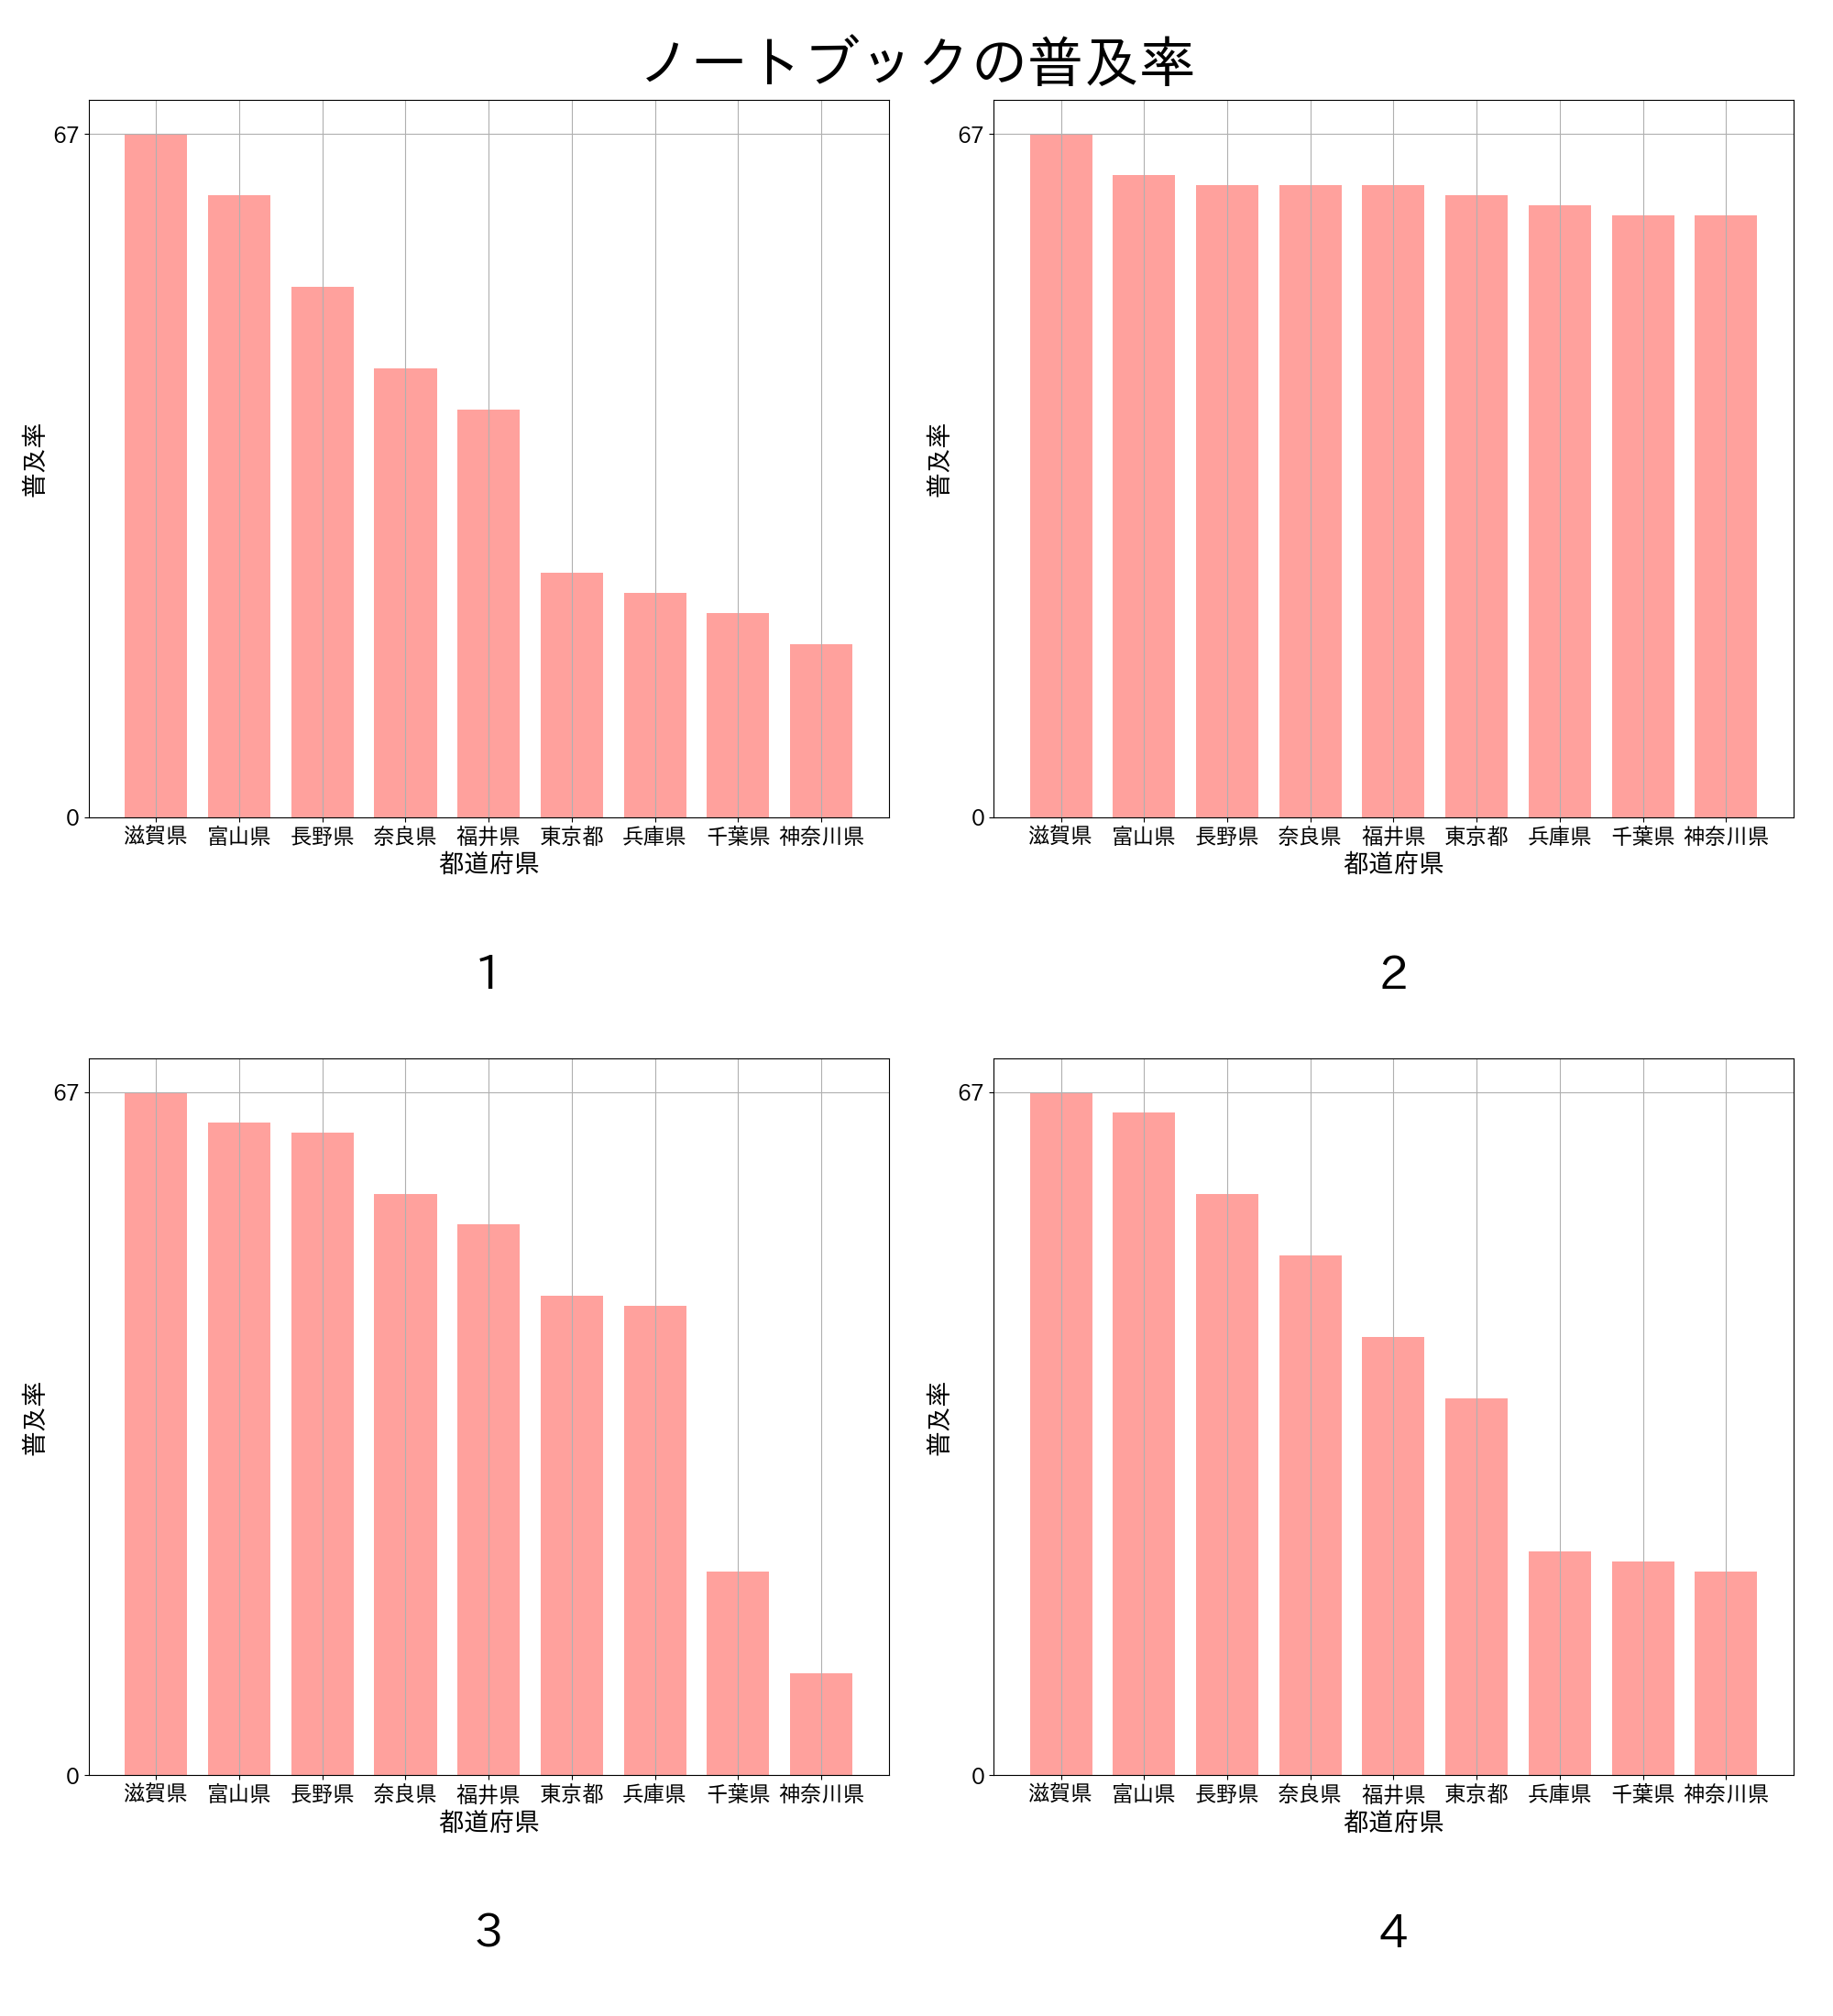 ノートブックの普及率
67
0
普及率
滋賀県 富山県 長野県 奈良県 福井県 東京都 兵庫県 千葉県 神奈川県
都道府県
1
67
0
普及率
滋賀県 富山県 長野県 奈良県 福井県 東京都 兵庫県 千葉県 神奈川県
都道府県
2
67
0
普及率
滋賀県 富山県 長野県 奈良県 福井県 東京都 兵庫県 千葉県 神奈川県
都道府県
3
67
0
普及率
滋賀県 富山県 長野県 奈良県 福井県 東京都 兵庫県 千葉県 神奈川県
都道府県
4